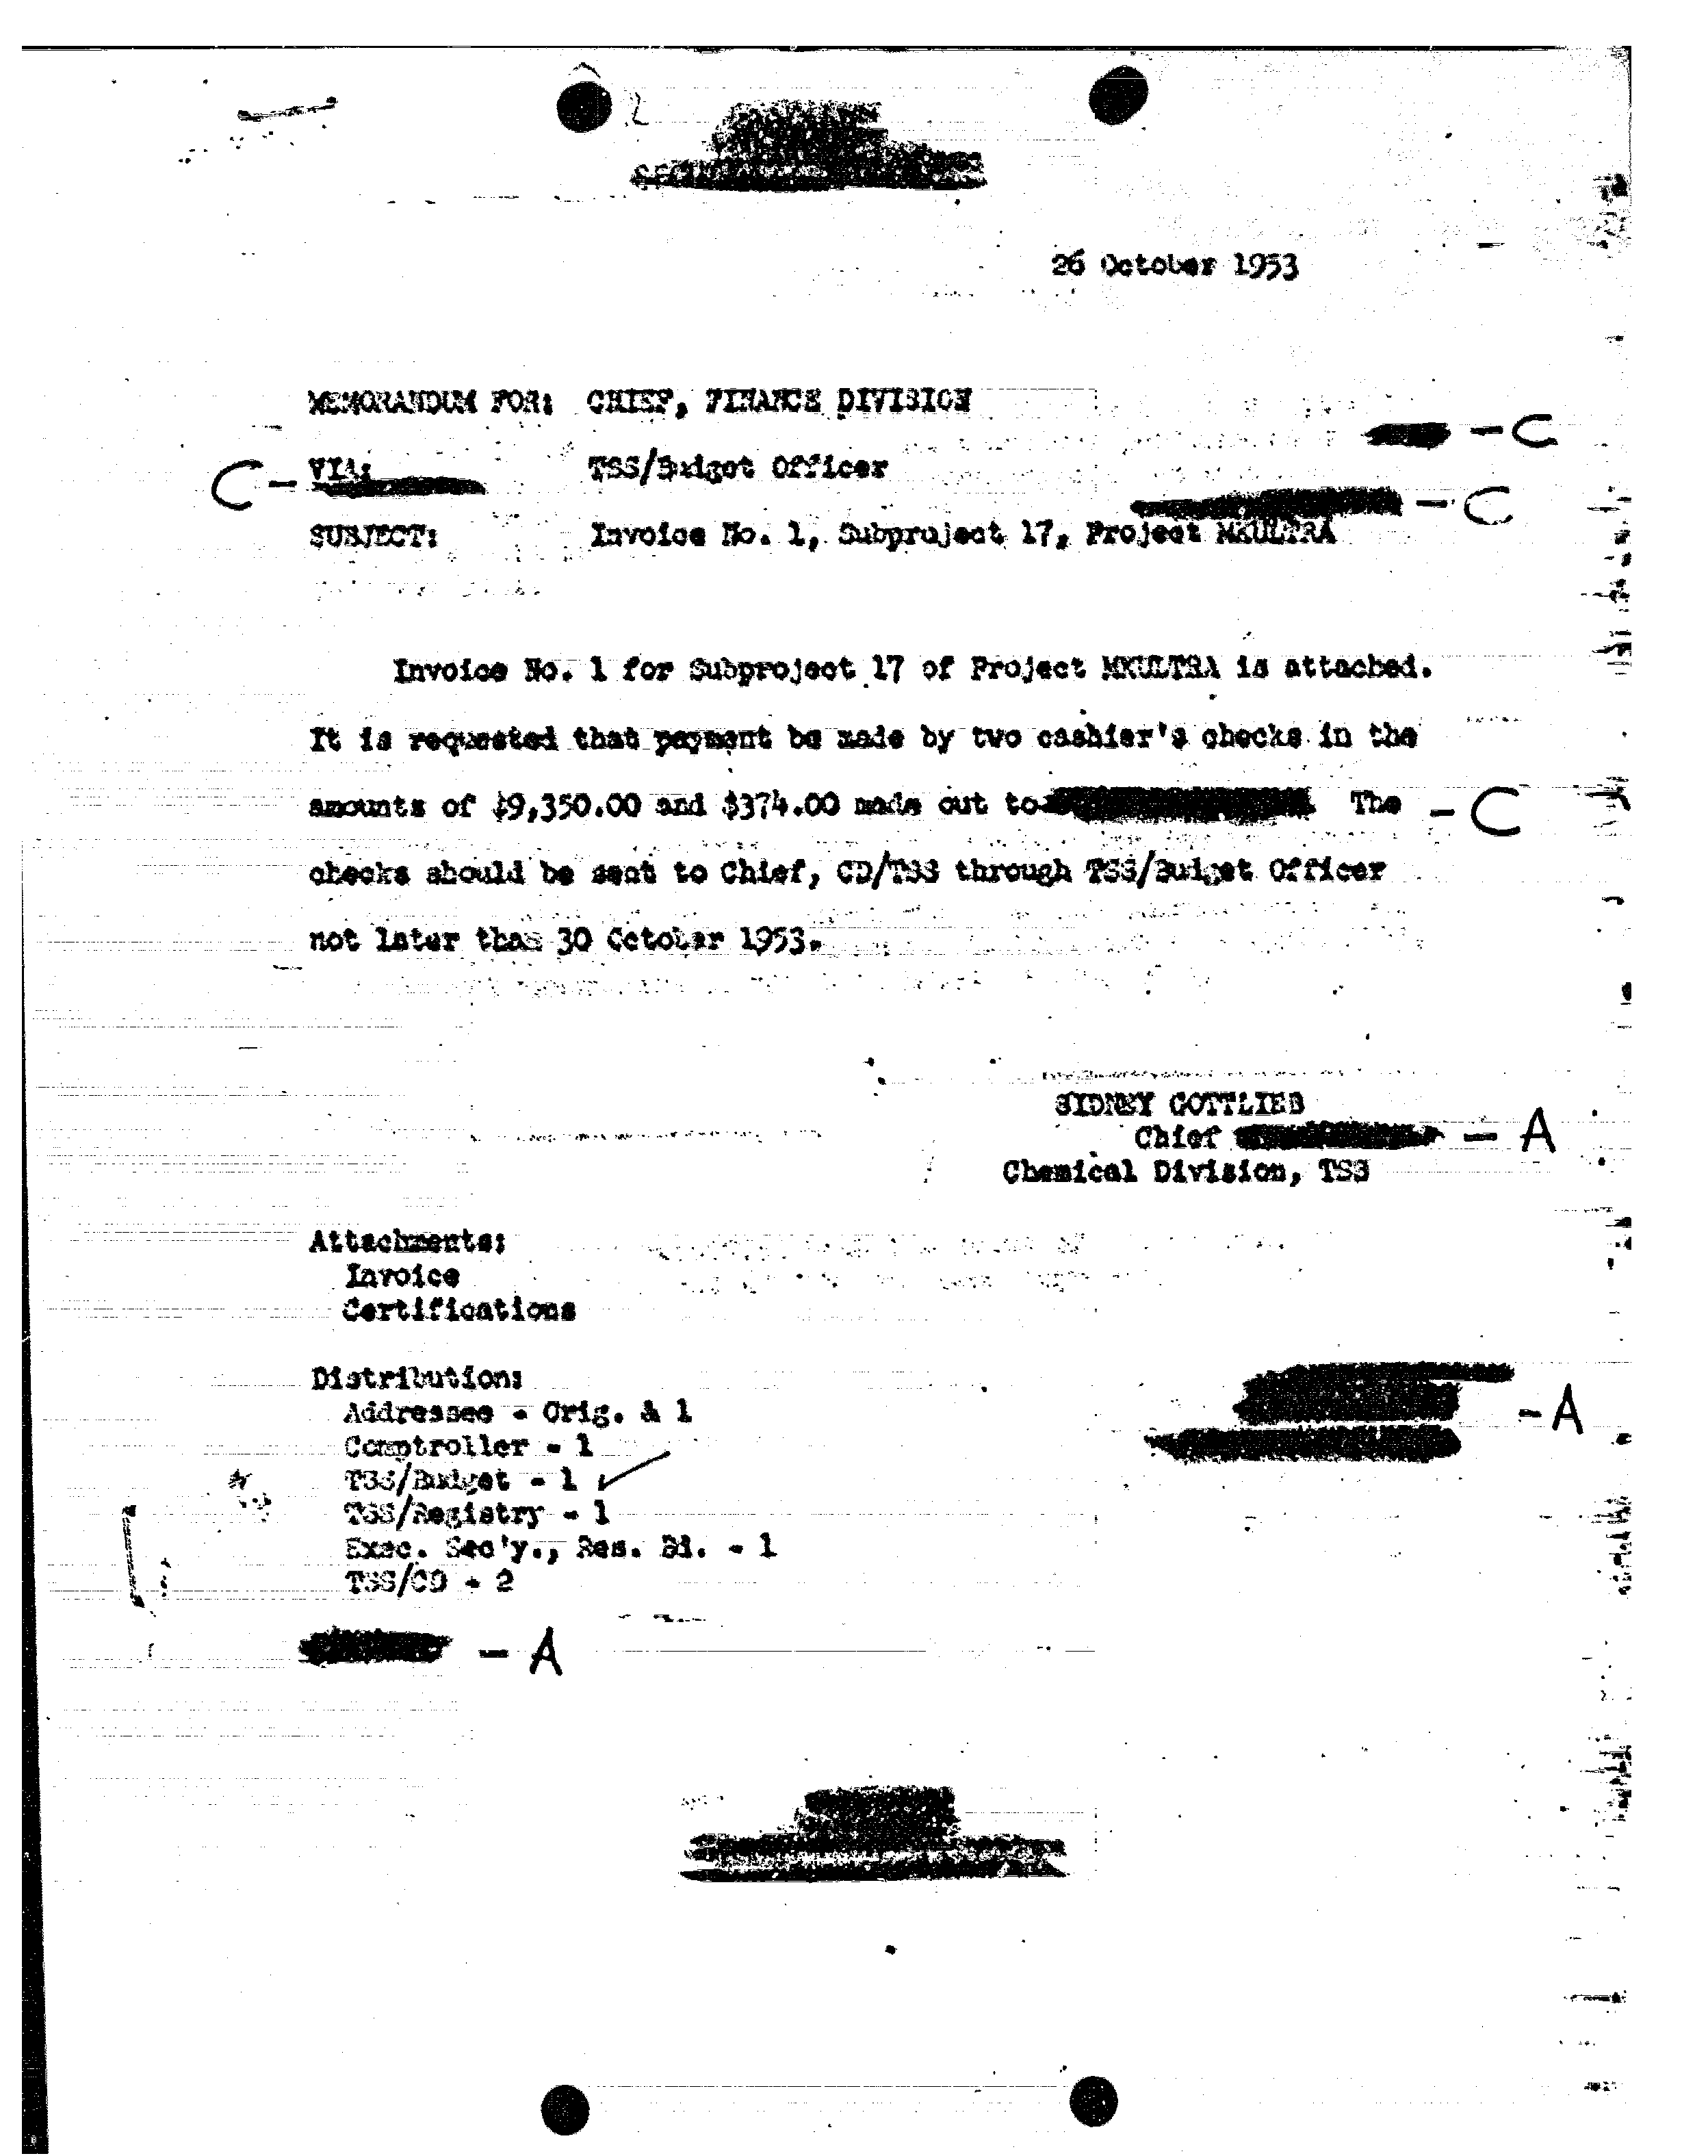 26 October 1953
MEMORANDUM FOR: CHIEF, FINANCE DIVISION
- C
C - VIA: TSS/Budget Officer
- C
SUBJECT: Invoice No. 1, Subproject 17, Project MKULTRA
Invoice No. 1 for Subproject 17 of Project MKULTRA is attached.
It is requested that payment be made by two cashier's checks in the
amounts of $9,350.00 and $374.00 made out to The - C
checks should be sent to Chief, CD/TSS through TSS/Budget Officer
not later than 30 October 1953.
SIDNEY GOTTLIEB
Chief - A
Chemical Division, TSS
Attachments:
Invoice
Certifications
Distribution:
Addressee - Orig. & 1
- A
Comptroller - 1
TSS/Budget - 1 ✓
TSS/Registry - 1
Exec. Sec'y., Res. Bd. - 1
TSS/CD - 2
- A